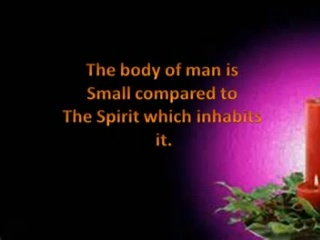 The body of man is
Small compared to
The Spirit which inhabits
it.